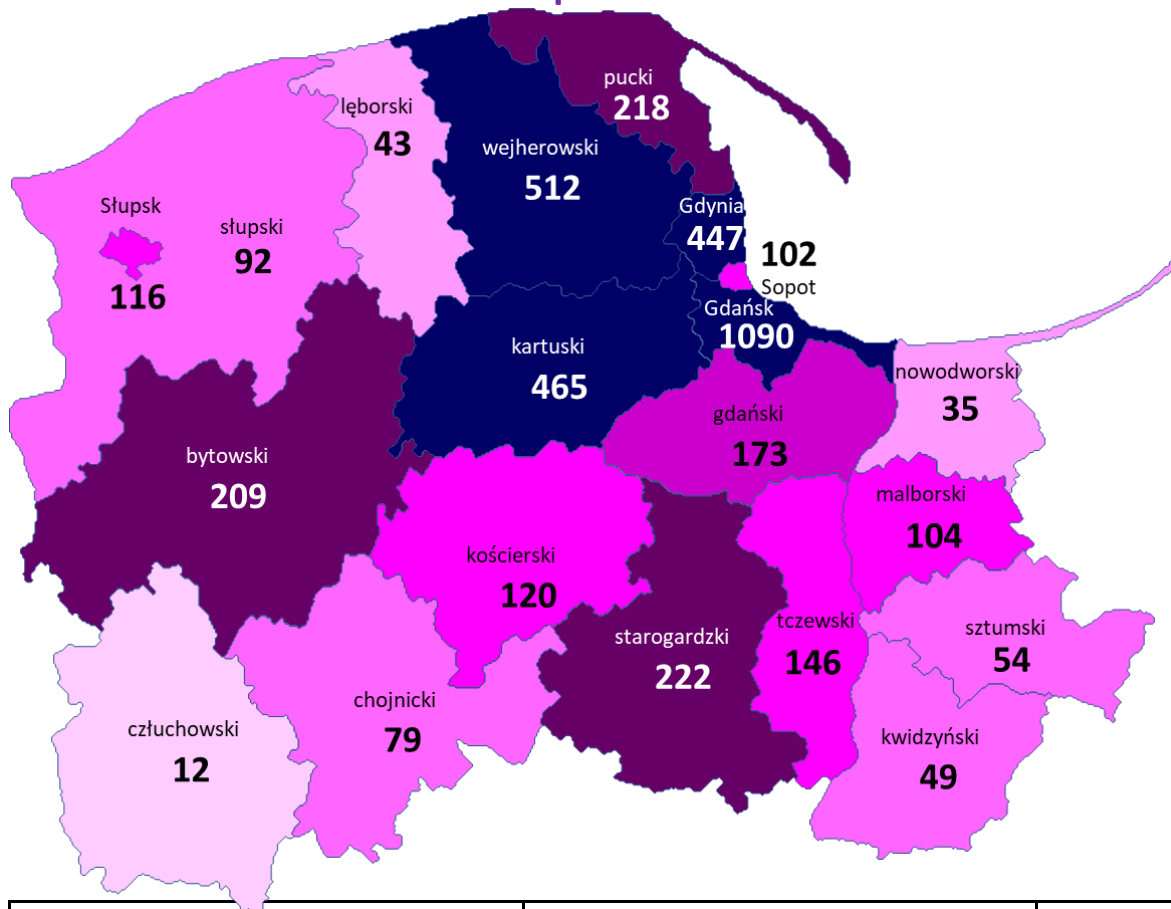 pucki
218
lęborski
43
wejherowski
512
Słupsk
116
słupski
92
Gdynia
447
102
Sopot
Gdańsk
1090
kartuski
465
nowodworski
35
gdański
173
bytowski
209
malborski
104
kościerski
120
starogardzki
222
tczewski
146
sztumski
54
chojnicki
79
człuchowski
12
kwidzyński
49